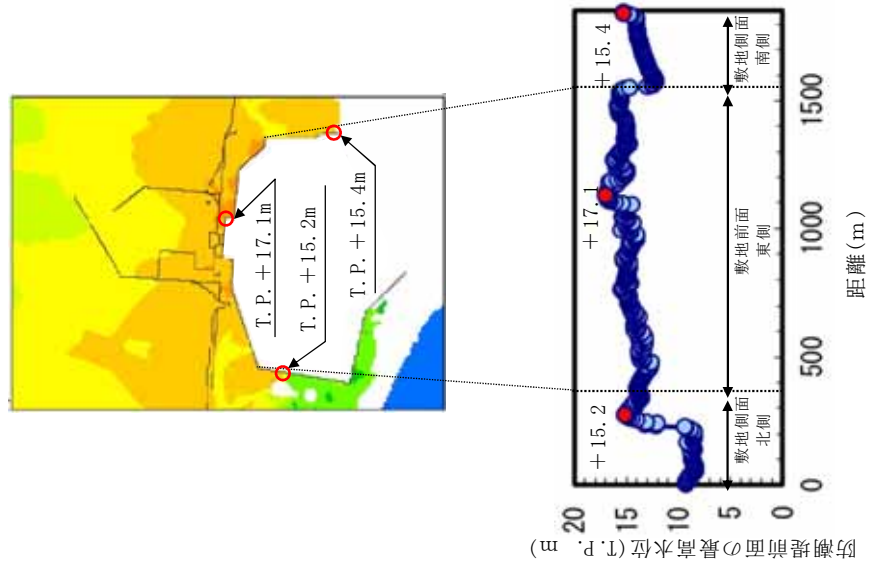 T.P.+17.1m
T.P.+15.2m
T.P.+15.4m
防潮堤前面の最高水位(T.P. m)
20
15
10
5
0
+15.2
+17.1
+15.4
敷地側面
北側
敷地前面
東側
敷地側面
南側
0
500
1000
1500
距離(m)